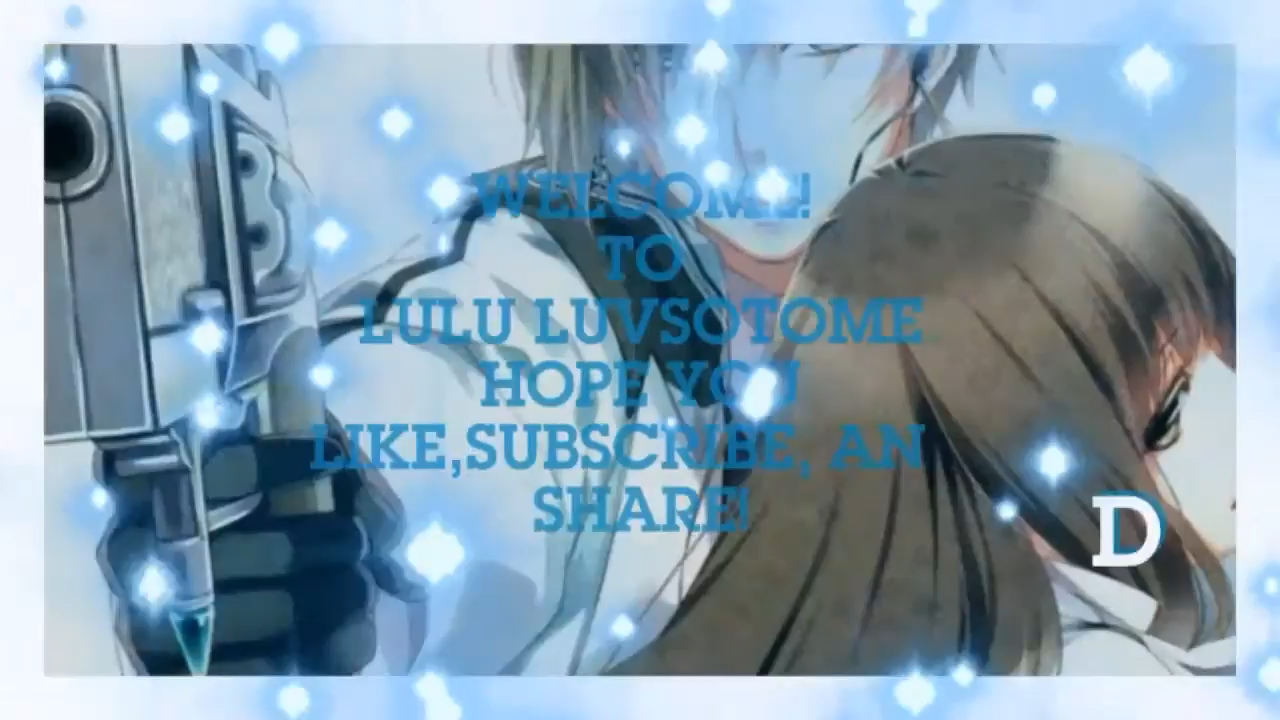 WELCOME!
TO
LULU LUVSOTOME
HOPE YOU
LIKE,SUBSCRIBE, AN
SHARE!
D